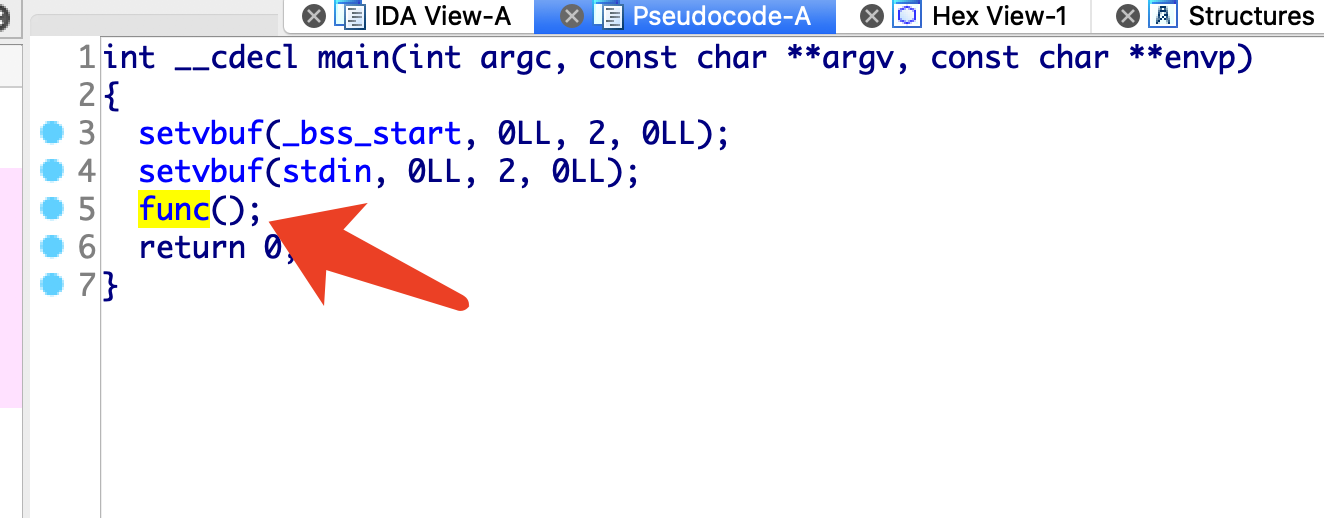 IDA View-A Pseudocode-A Hex View-1 Structures
1 int __cdecl main(int argc, const char **argv, const char **envp)
2 {
3 setvbuf(_bss_start, 0LL, 2, 0LL);
4 setvbuf(stdin, 0LL, 2, 0LL);
5 func();
6 return 0;
7 }